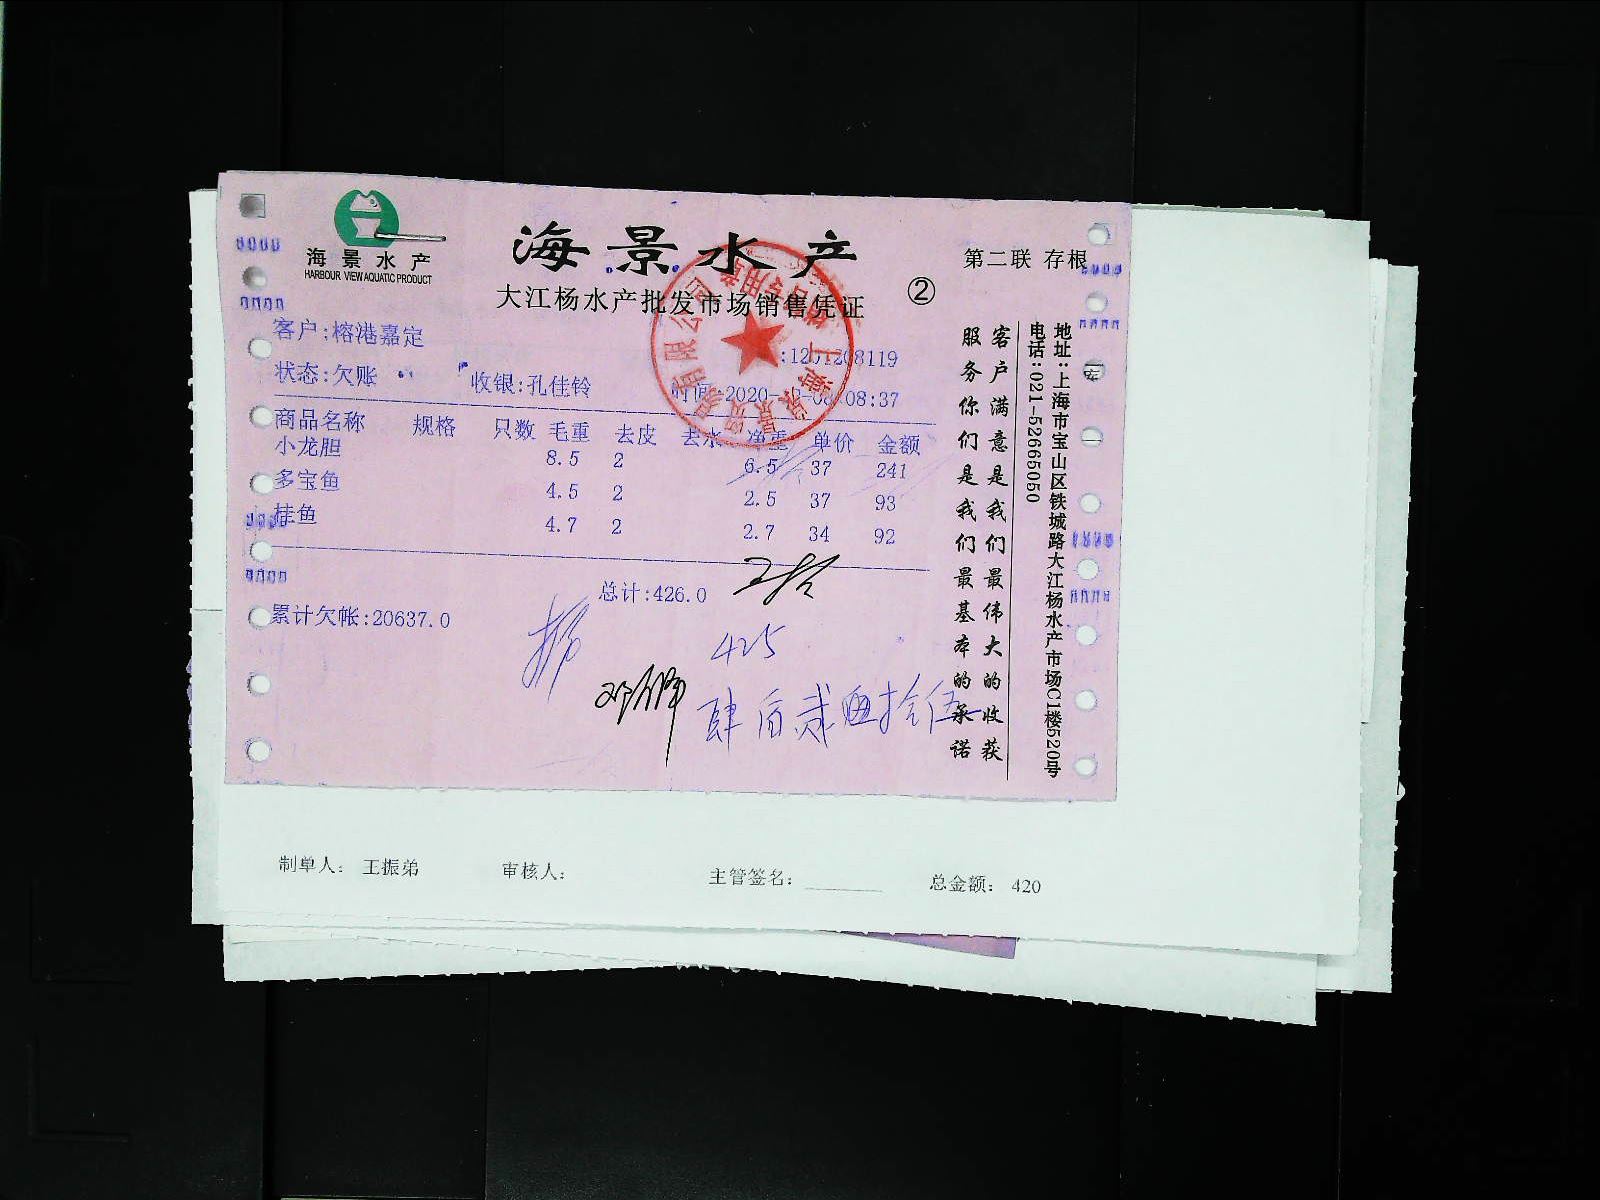 海景水产
HARBOUR VIEW AQUATIC PRODUCT
海景水产
大江杨水产批发市场销售凭证
②
第二联 存根
客户:榕港嘉定
:1201208119
状态:欠账 收银:孔佳铃 时间:2020-12-08 08:37
商品名称 规格 只数 毛重 去皮 去水 净重 单价 金额
小龙胆 8.5 2 6.5 37 241
多宝鱼 4.5 2 2.5 37 93
桂鱼 4.7 2 2.7 34 92
总计:426.0
累计欠帐:20637.0
425
肆佰贰拾伍
客户满意是我们最伟大的收获
服务你们是我们最基本的承诺
地址:上海市宝山区铁城路大江杨水产市场C1楼520号
电话:021-52665050
制单人: 王振弟 审核人: 主管签名: 总金额: 420